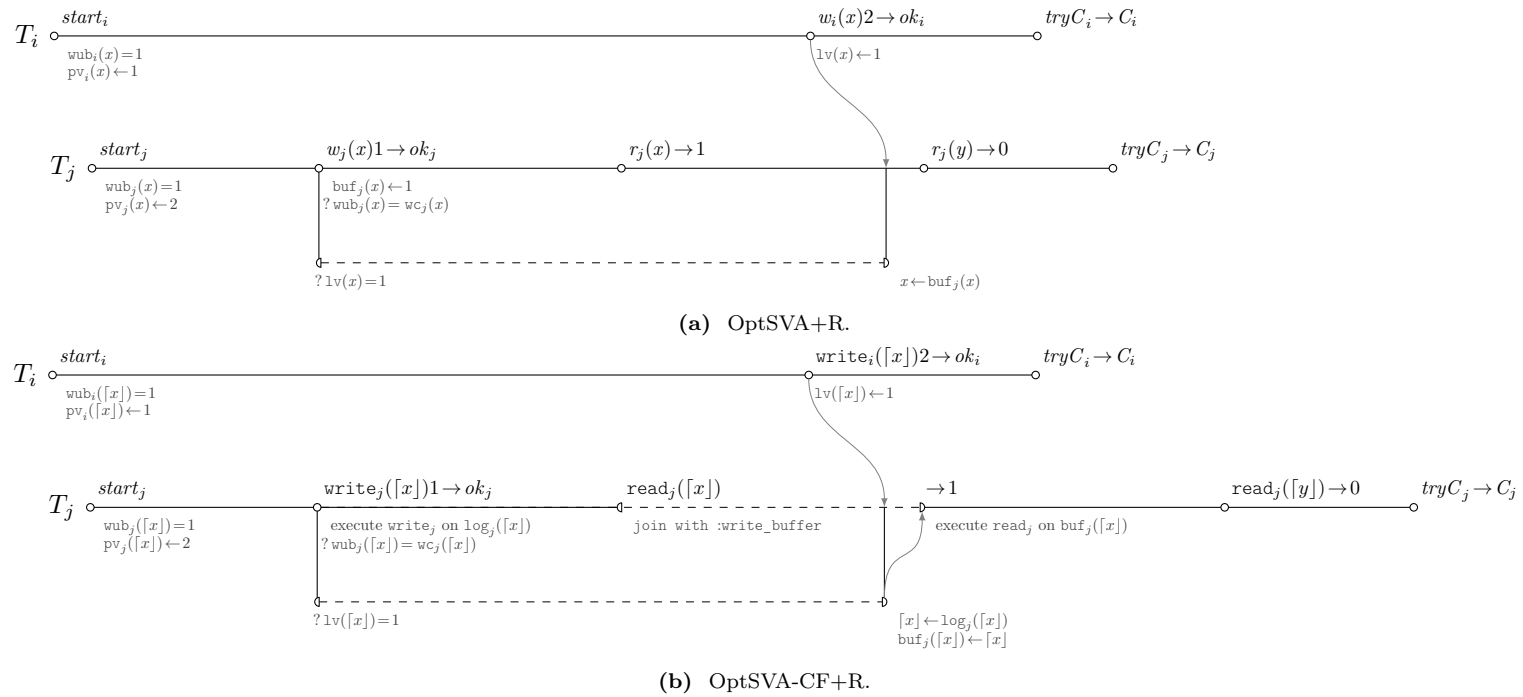 start_i w_i(x)2→ok_i tryC_i→C_i
T_i
wub_i(x)=1 lv(x)←1
pv_i(x)←1
start_j w_j(x)1→ok_j r_j(x)→1 r_j(y)→0 tryC_j→C_j
T_j
wub_j(x)=1 buf_j(x)←1
pv_j(x)←2 ?wub_j(x)=wc_j(x)
?lv(x)=1 x←buf_j(x)
(a) OptSVA+R.
start_i write_i(⌈x⌋)2→ok_i tryC_i→C_i
T_i
wub_i(⌈x⌋)=1 lv(⌈x⌋)←1
pv_i(⌈x⌋)←1
start_j write_j(⌈x⌋)1→ok_j read_j(⌈x⌋) →1 read_j(⌈y⌋)→0 tryC_j→C_j
T_j
wub_j(⌈x⌋)=1 execute write_j on log_j(⌈x⌋) join with :write_buffer execute read_j on buf_j(⌈x⌋)
pv_j(⌈x⌋)←2 ?wub_j(⌈x⌋)=wc_j(⌈x⌋)
?lv(⌈x⌋)=1 ⌈x⌋←log_j(⌈x⌋)
buf_j(⌈x⌋)←⌈x⌋
(b) OptSVA-CF+R.